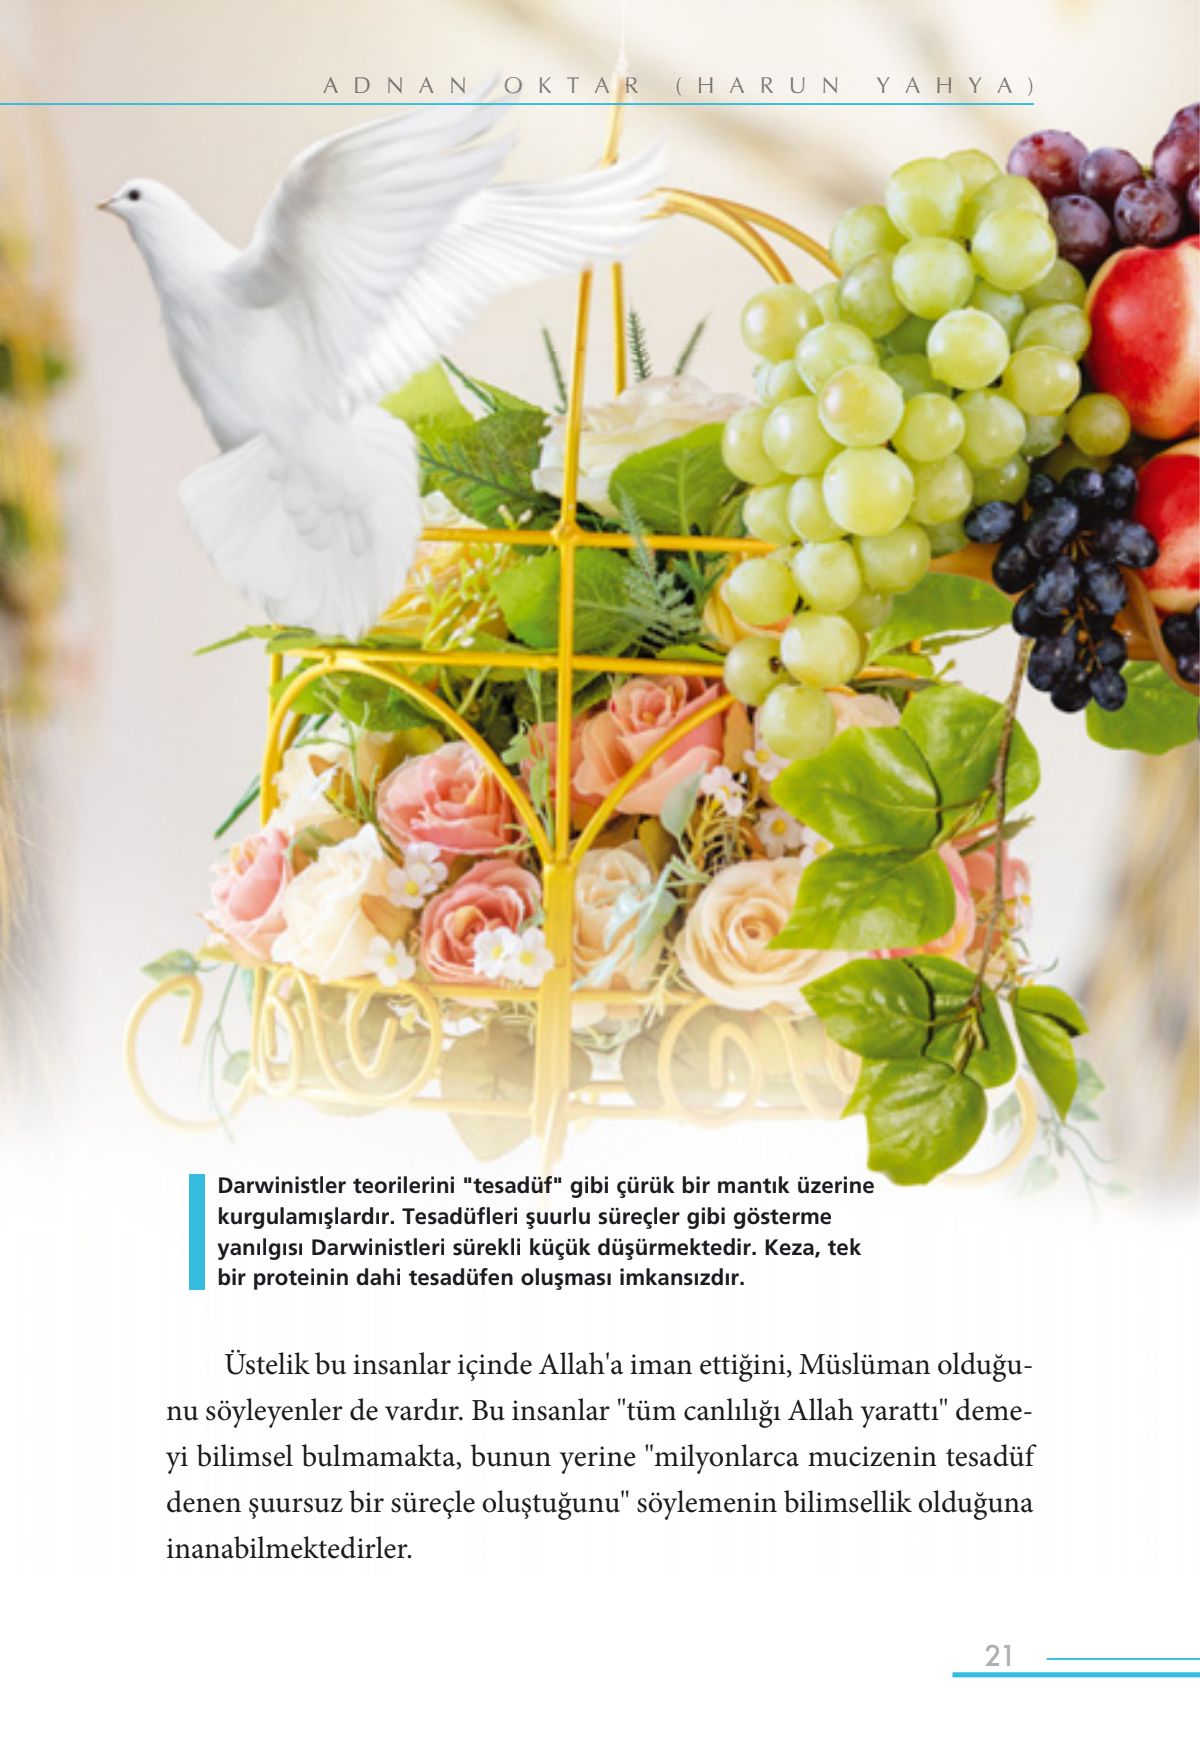 ADNAN OKTAR (HARUN YAHYA)
Darwinistler teorilerini "tesadüf" gibi çürük bir mantık üzerine
kurgulamışlardır. Tesadüfleri şuurlu süreçler gibi gösterme
yanılgısı Darwinistleri sürekli küçük düşürmektedir. Keza, tek
bir proteinin dahi tesadüfen oluşması imkansızdır.
Üstelik bu insanlar içinde Allah'a iman ettiğini, Müslüman olduğu-
nu söyleyenler de vardır. Bu insanlar "tüm canlılığı Allah yarattı" deme-
yi bilimsel bulmamakta, bunun yerine "milyonlarca mucizenin tesadüf
denen şuursuz bir süreçle oluştuğunu" söylemenin bilimsellik olduğuna
inanabilmektedirler.
21